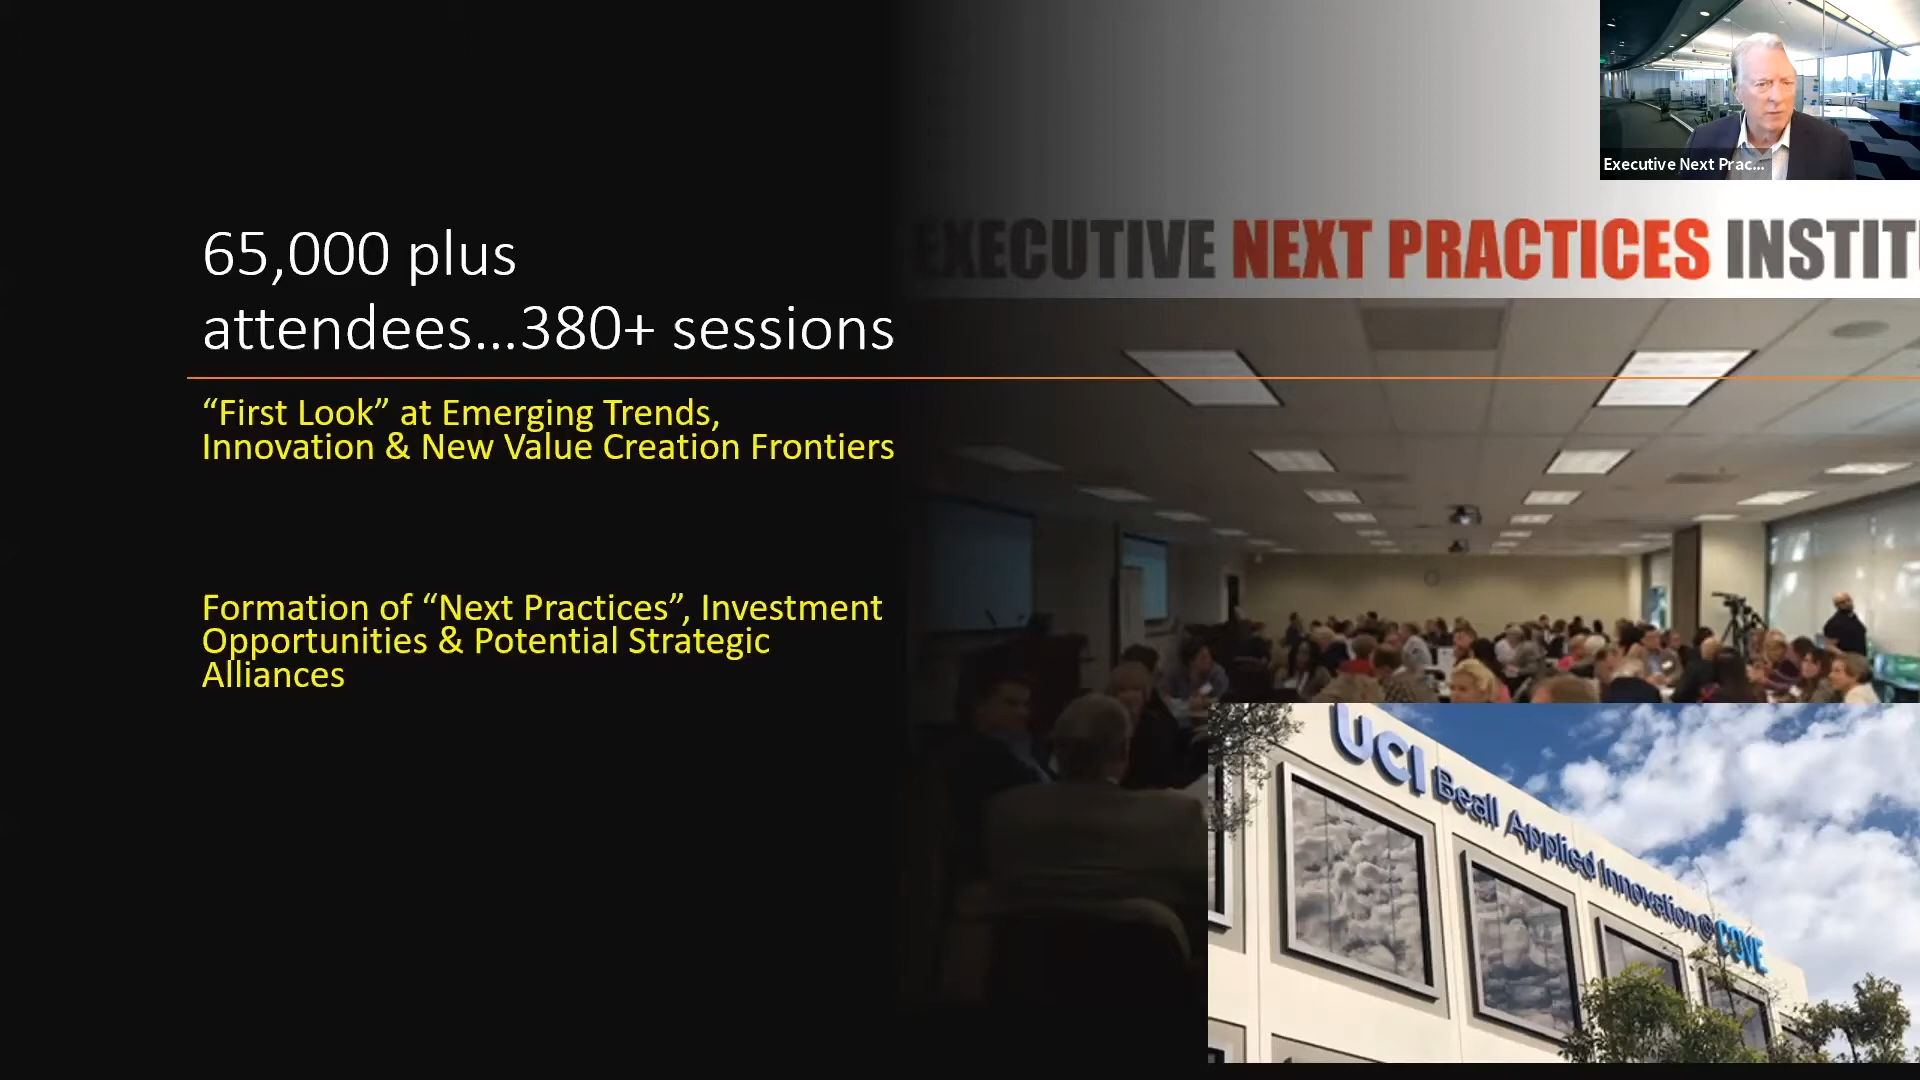 Executive Next Prac...
EXECUTIVE NEXT PRACTICES INSTIT
65,000 plus
attendees...380+ sessions
“First Look” at Emerging Trends,
Innovation & New Value Creation Frontiers
Formation of “Next Practices”, Investment
Opportunities & Potential Strategic
Alliances
UCI Beall Applied Innovation @ COVE